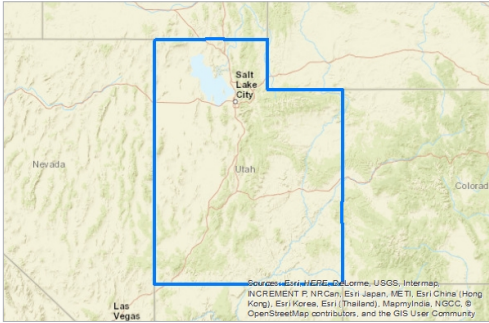 Salt
Lake
City
Nevada
Utah
Colorad
Las
Vegas
Sources: Esri, HERE, DeLorme, USGS, Intermap,
INCREMENT P, NRCan, Esri Japan, METI, Esri China (Hong
Kong), Esri Korea, Esri (Thailand), MapmyIndia, NGCC, ©
OpenStreetMap contributors, and the GIS User Community